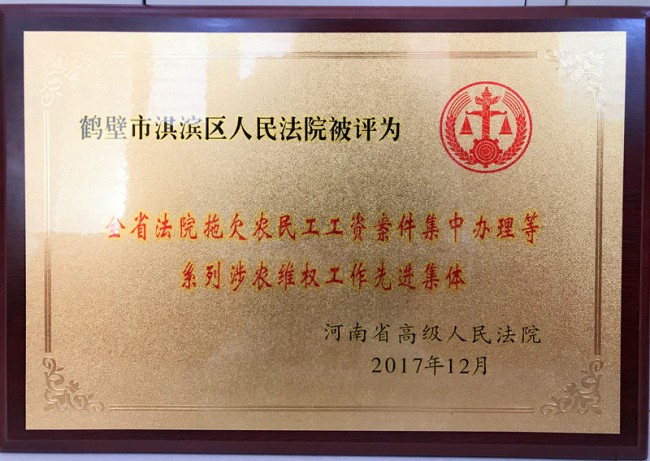 鹤壁市淇滨区人民法院被评为
全省法院拖欠农民工工资案件集中办理等
系列涉农维权工作先进集体
河南省高级人民法院
2017年12月